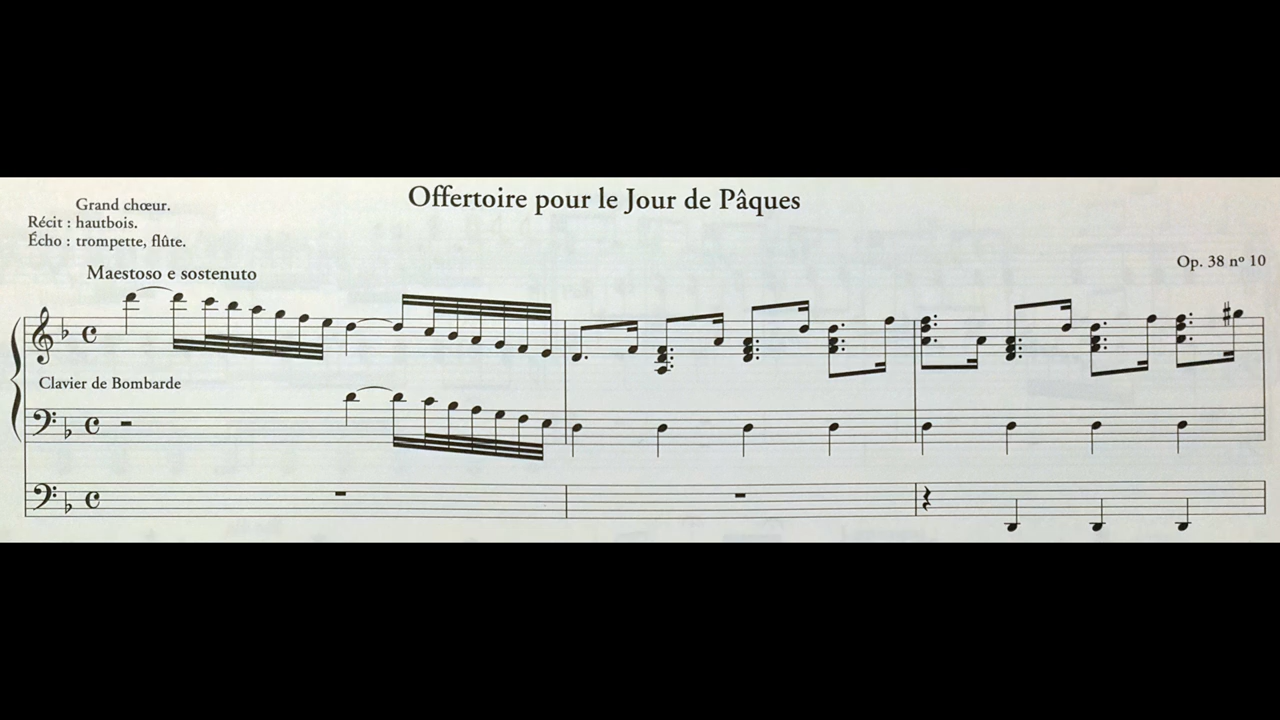 Offertoire pour le Jour de Pâques
Grand chœur.
Récit : hautbois.
Écho : trompette, flûte.
Op. 38 nº 10
Maestoso e sostenuto
Clavier de Bombarde